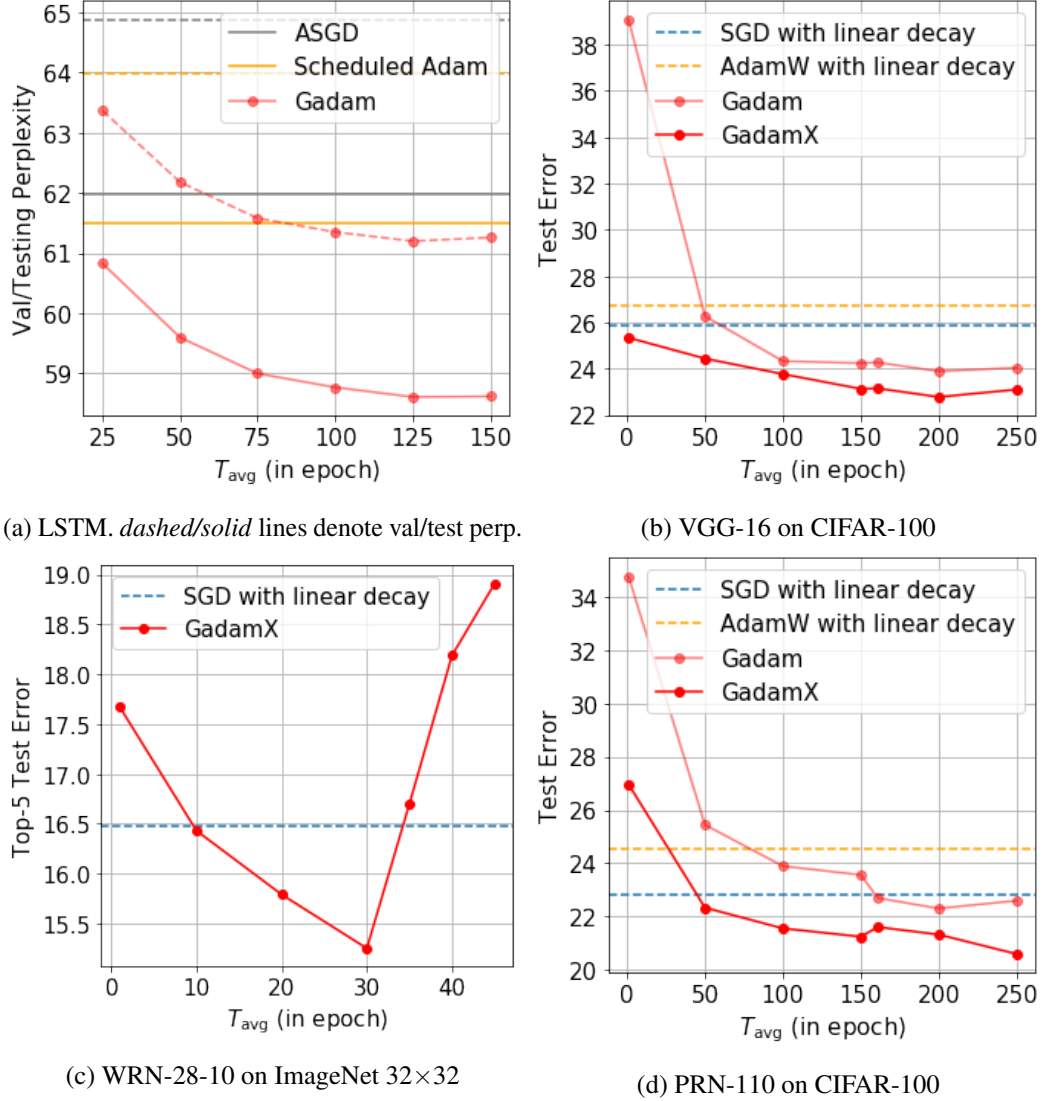 65
64
63
62
61
60
59
Val/Testing Perplexity
ASGD
Scheduled Adam
Gadam
25 50 75 100 125 150
T_avg (in epoch)
(a) LSTM. dashed/solid lines denote val/test perp.
38
36
34
32
30
28
26
24
22
Test Error
SGD with linear decay
AdamW with linear decay
Gadam
GadamX
0 50 100 150 200 250
T_avg (in epoch)
(b) VGG-16 on CIFAR-100
19.0
18.5
18.0
17.5
17.0
16.5
16.0
15.5
Top-5 Test Error
SGD with linear decay
GadamX
0 10 20 30 40
T_avg (in epoch)
(c) WRN-28-10 on ImageNet 32×32
34
32
30
28
26
24
22
20
Test Error
SGD with linear decay
AdamW with linear decay
Gadam
GadamX
0 50 100 150 200 250
T_avg (in epoch)
(d) PRN-110 on CIFAR-100